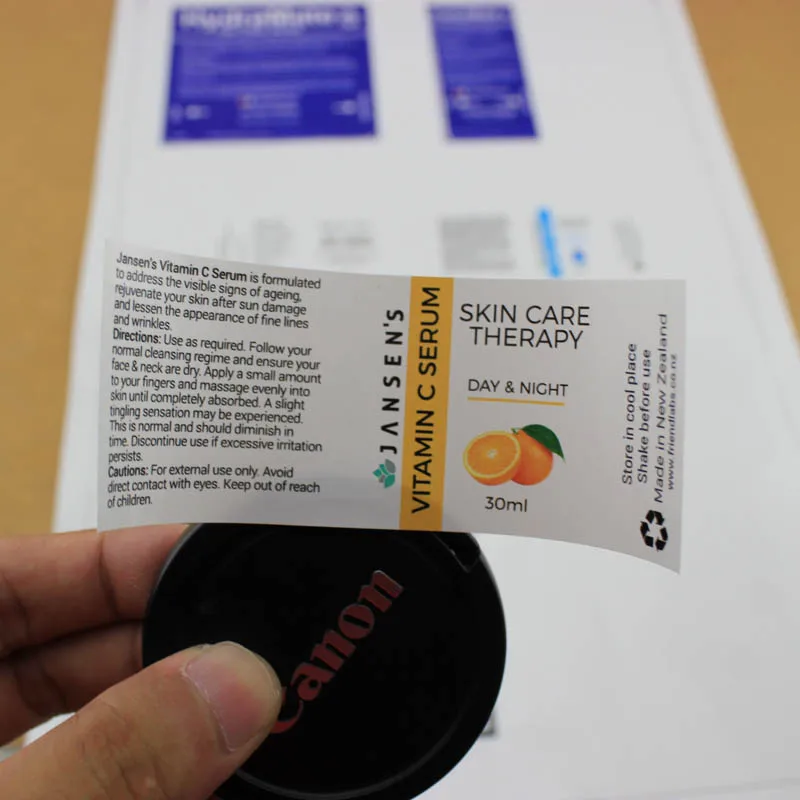 Jansen's Vitamin C Serum is formulated
to address the visible signs of ageing,
rejuvenate your skin after sun damage
and lessen the appearance of fine lines
and wrinkles.
Directions: Use as required. Follow your
normal cleansing regime and ensure your
face & neck are dry. Apply a small amount
to your fingers and massage evenly into
skin until completely absorbed. A slight
tingling sensation may be experienced.
This is normal and should diminish in
time. Discontinue use if excessive irritation
persists.
Cautions: For external use only. Avoid
direct contact with eyes. Keep out of reach
of children.
JANSEN'S
VITAMIN C SERUM
SKIN CARE
THERAPY
DAY & NIGHT
30ml
Store in cool place
Shake before use
Made in New Zealand
www.friendlabs.co.nz
Canon